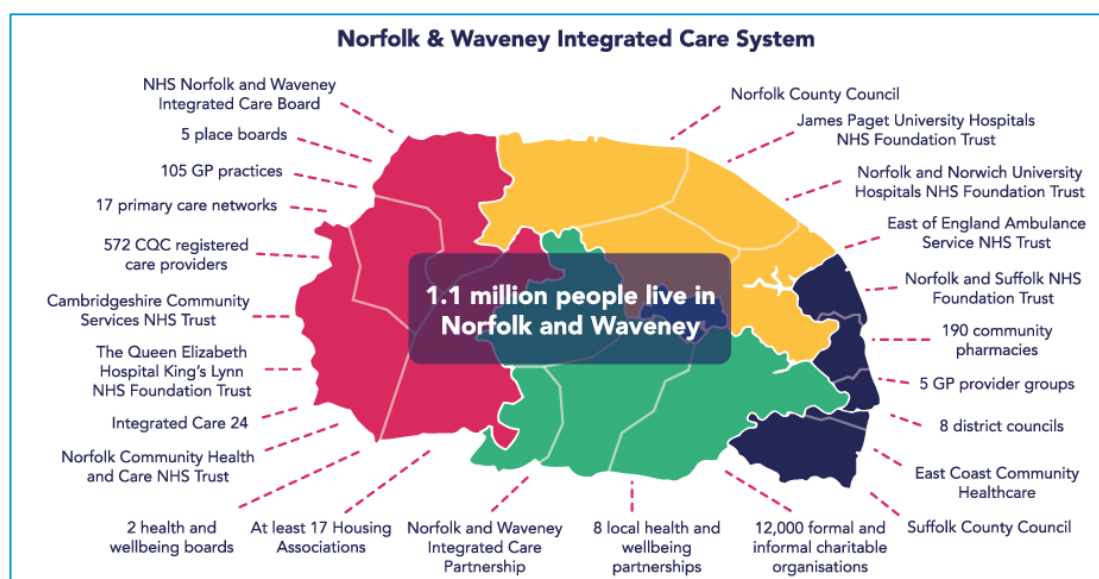 Norfolk & Waveney Integrated Care System
NHS Norfolk and Waveney
Integrated Care Board
5 place boards
105 GP practices
17 primary care networks
572 CQC registered
care providers
Cambridgeshire Community
Services NHS Trust
The Queen Elizabeth
Hospital King's Lynn
NHS Foundation Trust
Integrated Care 24
Norfolk Community Health
and Care NHS Trust
2 health and
wellbeing boards
At least 17 Housing
Associations
Norfolk and Waveney
Integrated Care
Partnership
8 local health and
wellbeing
partnerships
12,000 formal and
informal charitable
organisations
1.1 million people live in
Norfolk and Waveney
Norfolk County Council
James Paget University Hospitals
NHS Foundation Trust
Norfolk and Norwich University
Hospitals NHS Foundation Trust
East of England Ambulance
Service NHS Trust
Norfolk and Suffolk NHS
Foundation Trust
190 community
pharmacies
5 GP provider groups
8 district councils
East Coast Community
Healthcare
Suffolk County Council